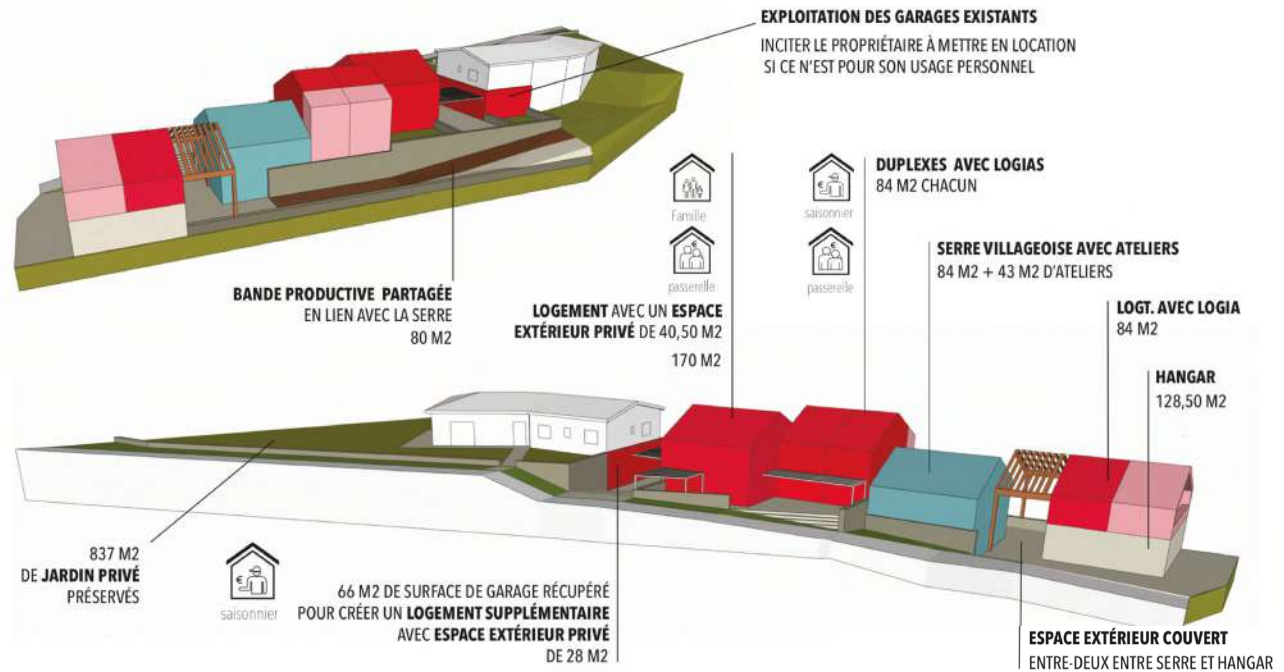 EXPLOITATION DES GARAGES EXISTANTS
INCITER LE PROPRIÉTAIRE À METTRE EN LOCATION
SI CE N'EST POUR SON USAGE PERSONNEL
Famille
passerelle
saisonnier
passerelle
DUPLEXES AVEC LOGIAS
84 M2 CHACUN
SERRE VILLAGEOISE AVEC ATELIERS
84 M2 + 43 M2 D'ATELIERS
BANDE PRODUCTIVE PARTAGÉE
EN LIEN AVEC LA SERRE
80 M2
LOGEMENT AVEC UN ESPACE
EXTÉRIEUR PRIVÉ DE 40,50 M2
170 M2
LOGT. AVEC LOGIA
84 M2
HANGAR
128,50 M2
837 M2
DE JARDIN PRIVÉ
PRÉSERVÉS
saisonnier
66 M2 DE SURFACE DE GARAGE RÉCUPÉRÉ
POUR CRÉER UN LOGEMENT SUPPLÉMENTAIRE
AVEC ESPACE EXTÉRIEUR PRIVÉ
DE 28 M2
ESPACE EXTÉRIEUR COUVERT
ENTRE-DEUX ENTRE SERRE ET HANGAR